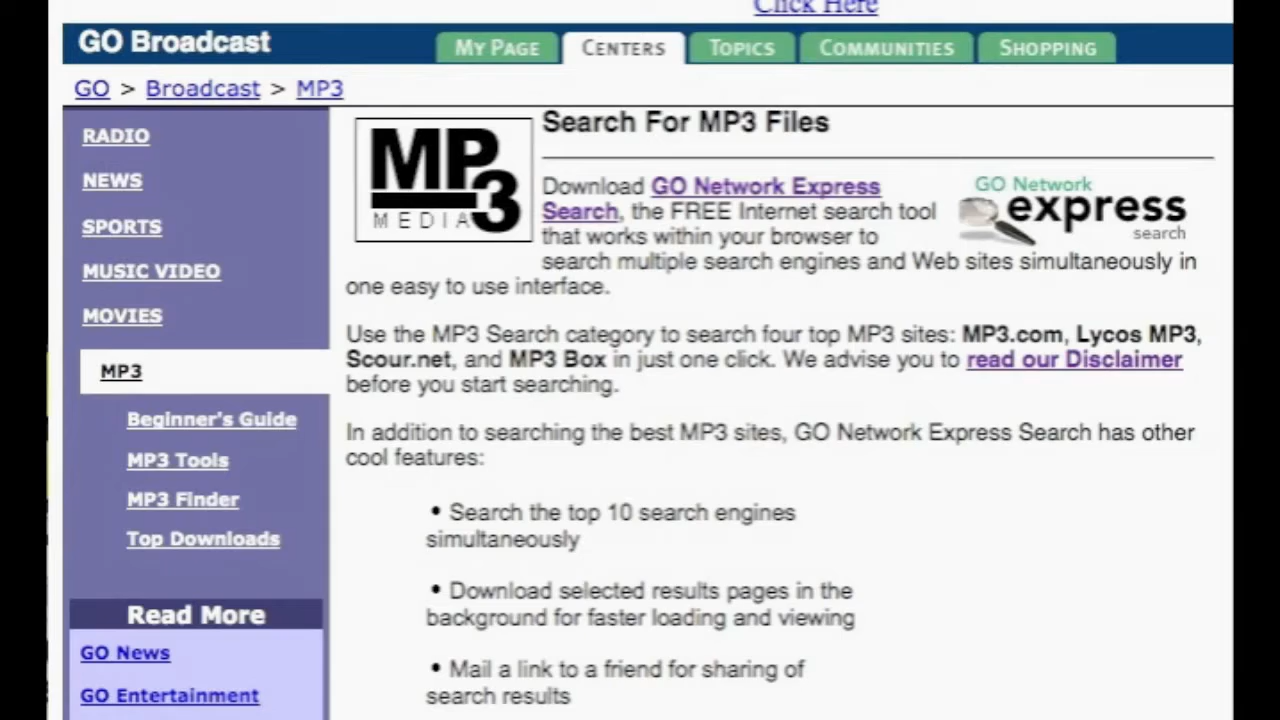 Click Here
GO Broadcast
MY PAGE
CENTERS
TOPICS
COMMUNITIES
SHOPPING
GO > Broadcast > MP3
RADIO
NEWS
SPORTS
MUSIC VIDEO
MOVIES
MP3
Beginner's Guide
MP3 Tools
MP3 Finder
Top Downloads
Read More
GO News
GO Entertainment
MP3
MEDIA
Search For MP3 Files
Download GO Network Express
Search, the FREE Internet search tool
that works within your browser to
search multiple search engines and Web sites simultaneously in
one easy to use interface.
GO Network
express
search
Use the MP3 Search category to search four top MP3 sites: MP3.com, Lycos MP3,
Scour.net, and MP3 Box in just one click. We advise you to read our Disclaimer
before you start searching.
In addition to searching the best MP3 sites, GO Network Express Search has other
cool features:
• Search the top 10 search engines
simultaneously
• Download selected results pages in the
background for faster loading and viewing
• Mail a link to a friend for sharing of
search results